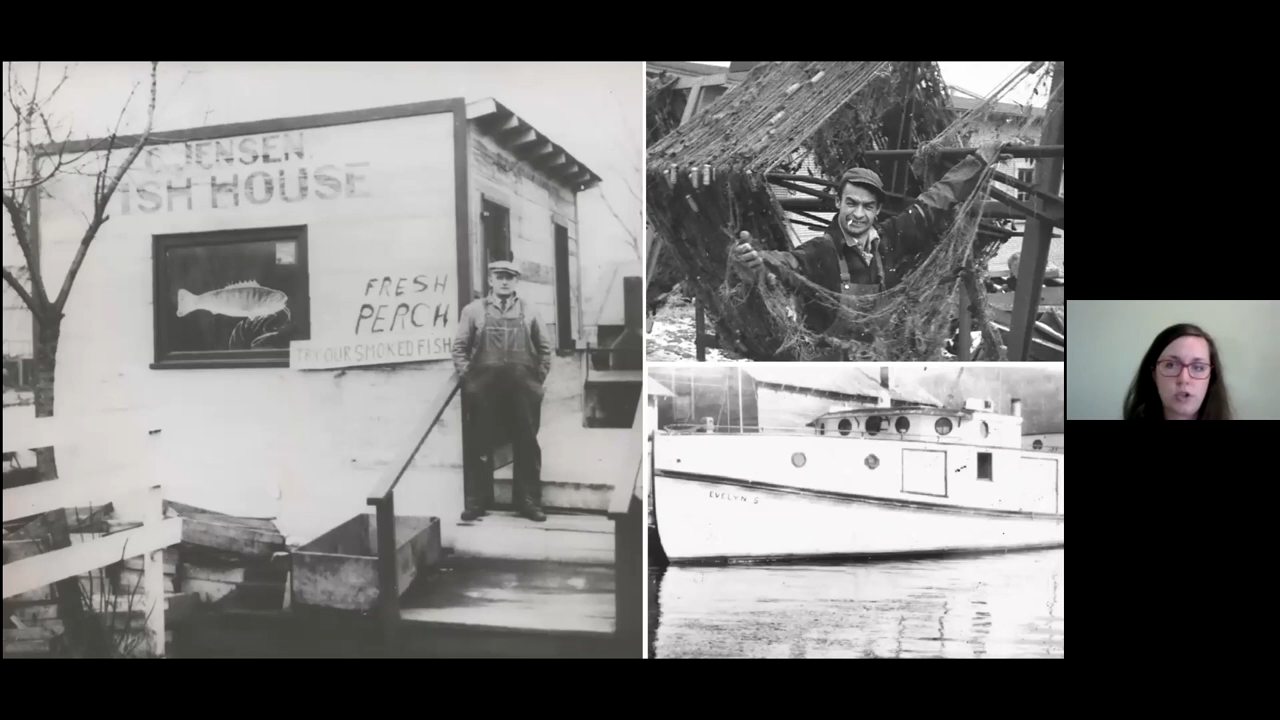 C. JENSEN
FISH HOUSE
FRESH
PERCH
TRY OUR SMOKED FISH
EVELYN S